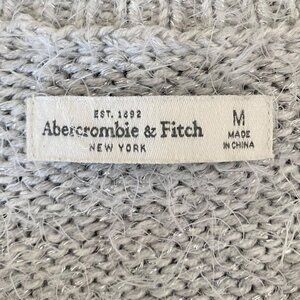 EST. 1892
Abercrombie & Fitch
NEW YORK
M
MADE
IN CHINA